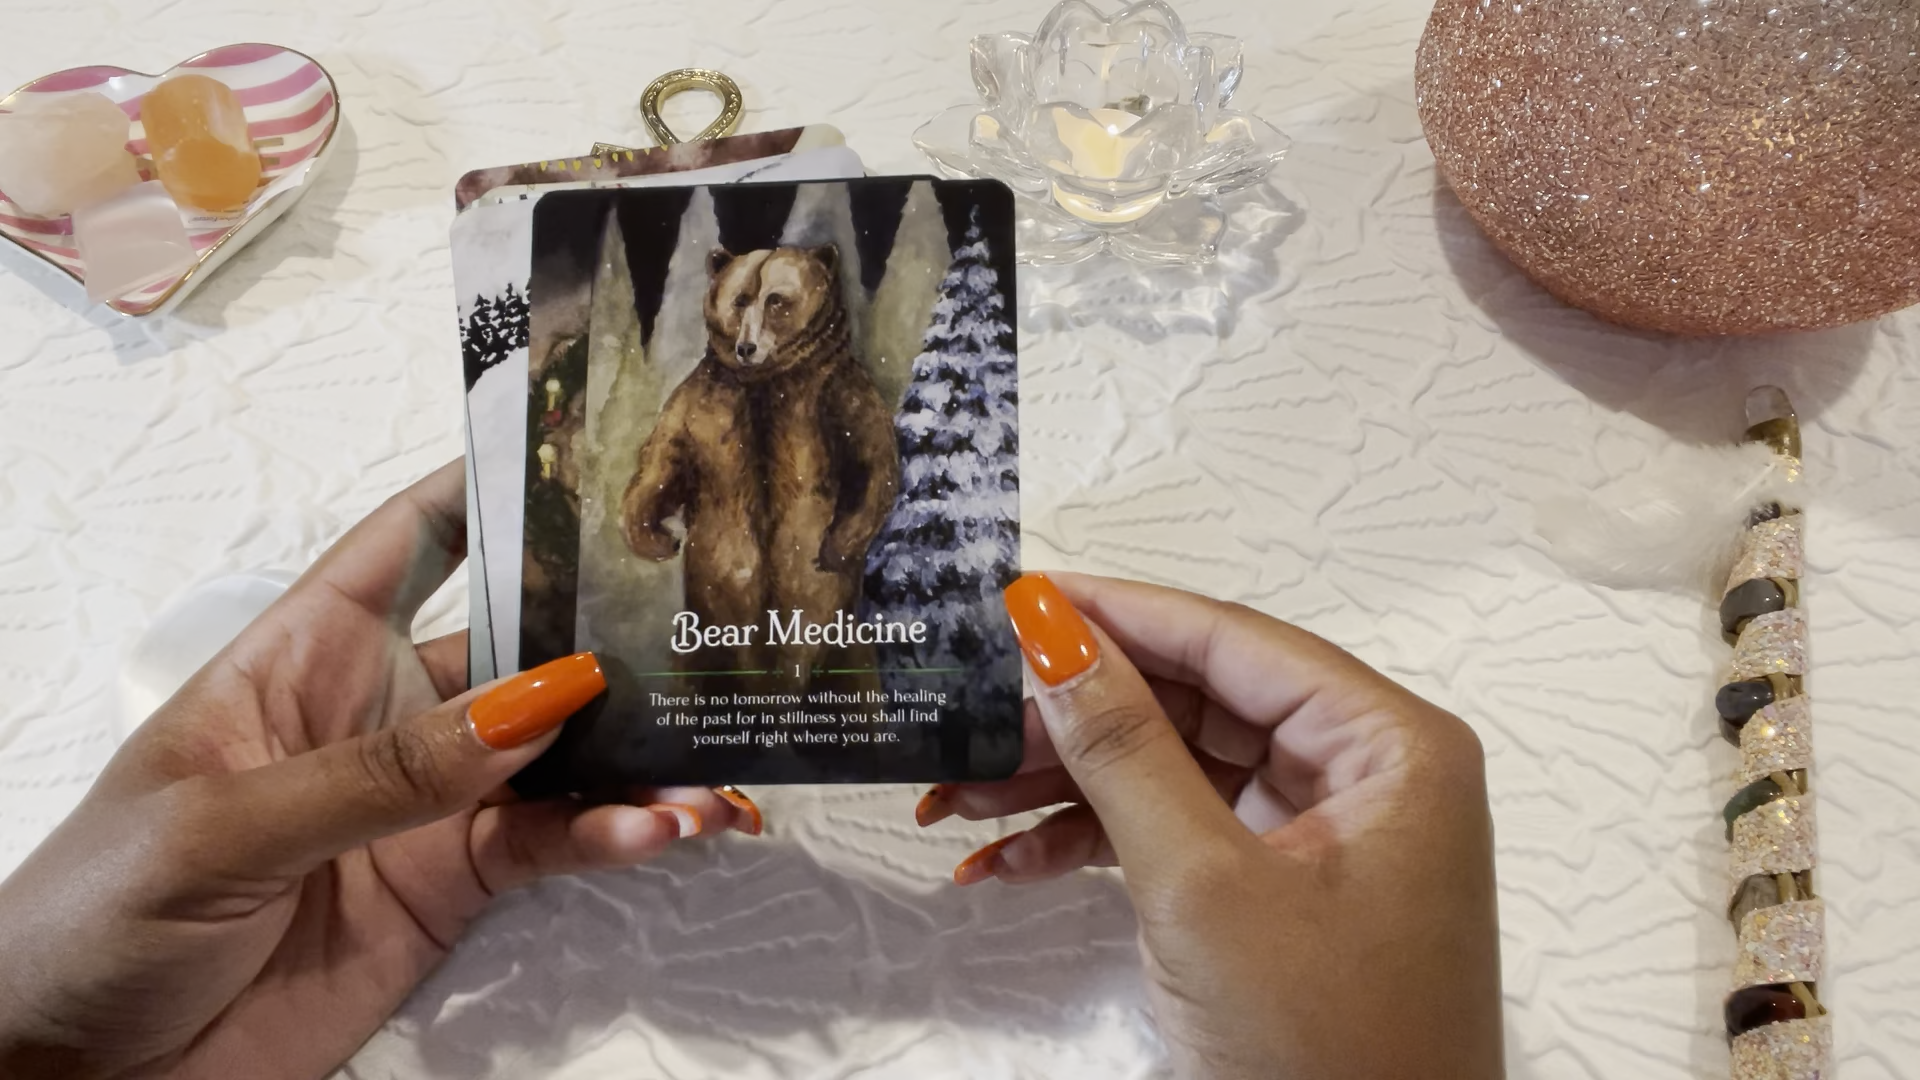 Bear Medicine
1
There is no tomorrow without the healing
of the past for in stillness you shall find
yourself right where you are.